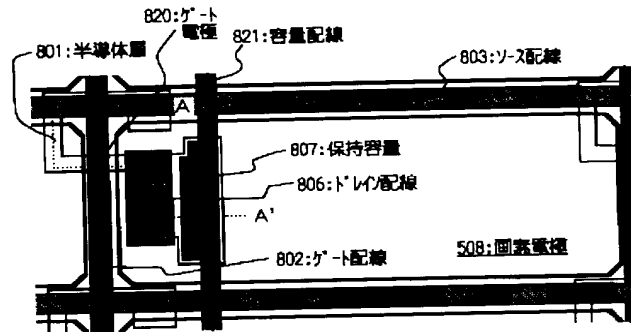 820:ゲート
電極
821:容量配線
801:半導体層
803:ソース配線
A
807:保持容量
806:ドレイン配線
A'
508:画素電極
802:ゲート配線